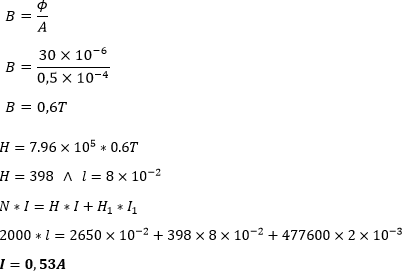 B = ϕ/A
B = 30 × 10⁻⁶ / 0,5 × 10⁻⁴
B = 0,6T
H = 7.96 × 10⁵ ∗ 0.6T
H = 398 ∧ l = 8 × 10⁻²
N ∗ I = H ∗ I + H₁ ∗ I₁
2000 ∗ l = 2650 × 10⁻² + 398 × 8 × 10⁻² + 477600 × 2 × 10⁻³
I = 0,53A